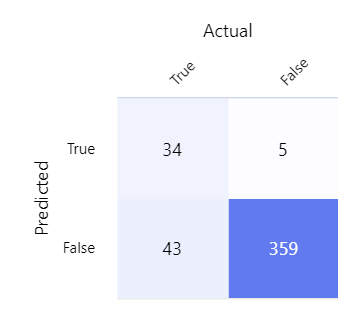 Actual
True False
True 34 5
Predicted
False 43 359